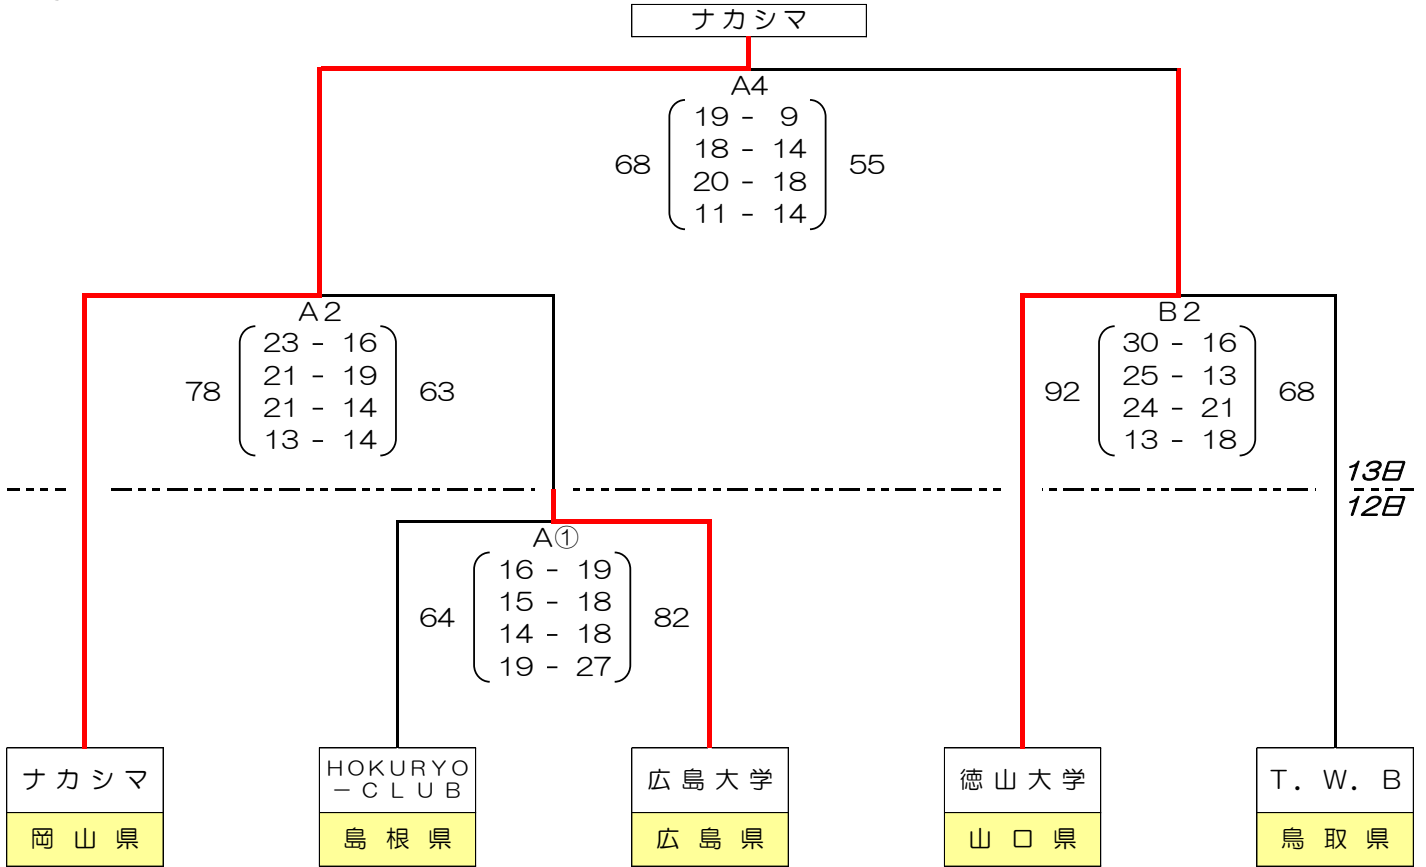 ナカシマ
A4
19 - 9
18 - 14
68 55
20 - 18
11 - 14
A2
23 - 16
21 - 19
78 63
21 - 14
13 - 14
B2
30 - 16
25 - 13
92 68
24 - 21
13 - 18
13日
12日
A①
16 - 19
15 - 18
64 82
14 - 18
19 - 27
ナカシマ
岡山県
HOKURYO
－CLUB
島根県
広島大学
広島県
徳山大学
山口県
T．W．B
鳥取県